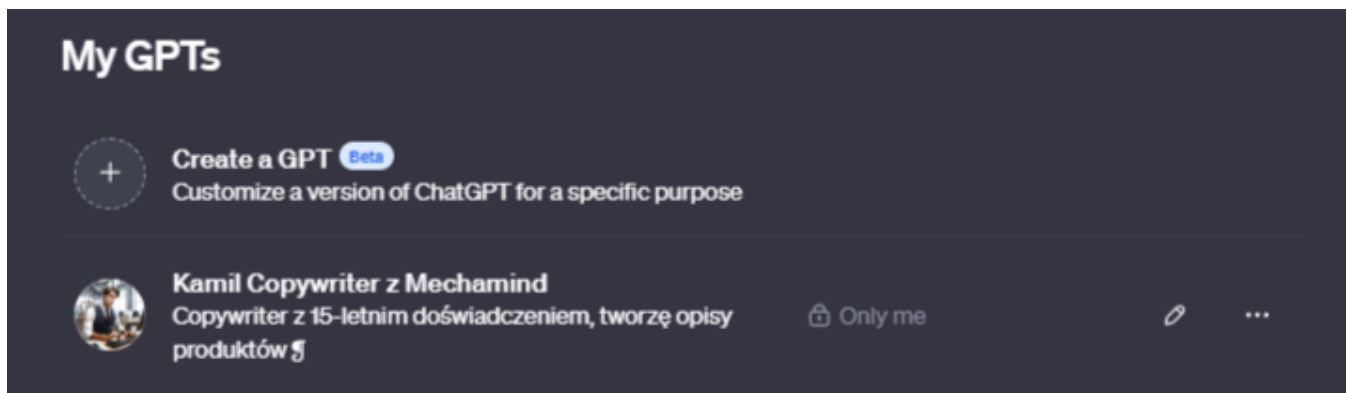 My GPTs
Create a GPT Beta
Customize a version of ChatGPT for a specific purpose
Kamil Copywriter z Mechamind
Copywriter z 15-letnim doświadczeniem, tworzę opisy
produktów ❡
Only me